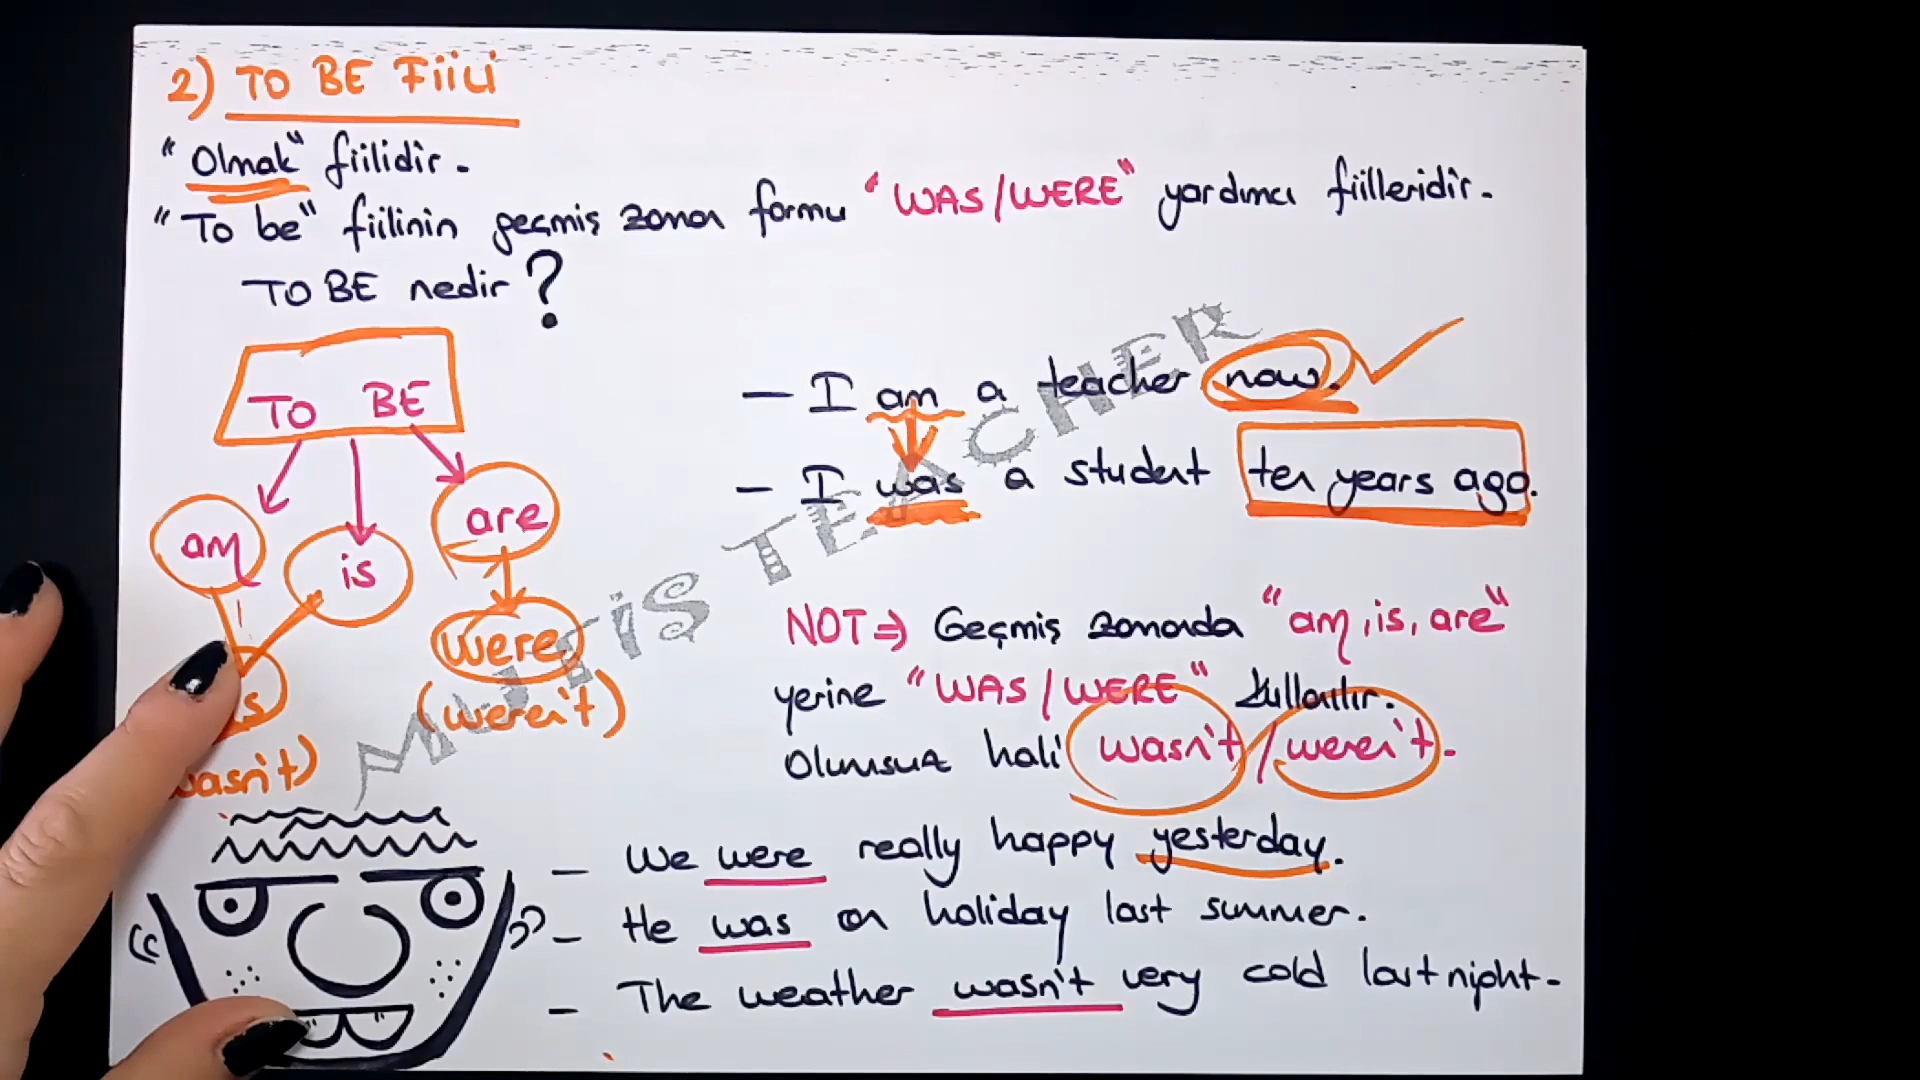 2) TO BE Fiili
"Olmak" fiilidir.
"To be" fiilinin geçmiş zaman formu "WAS/WERE" yardımcı fiilleridir.
TO BE nedir?
TO BE
am
is
are
were
(weren't)
wasn't)
- I am a teacher now.
- I was a student ten years ago.
NOT ⇒ Geçmiş zamanda "am, is, are"
yerine "WAS/WERE" kullanılır.
Olumsuz hali wasn't / weren't.
- We were really happy yesterday.
- He was on holiday last summer.
- The weather wasn't very cold last night.
MUTIS TEACHER